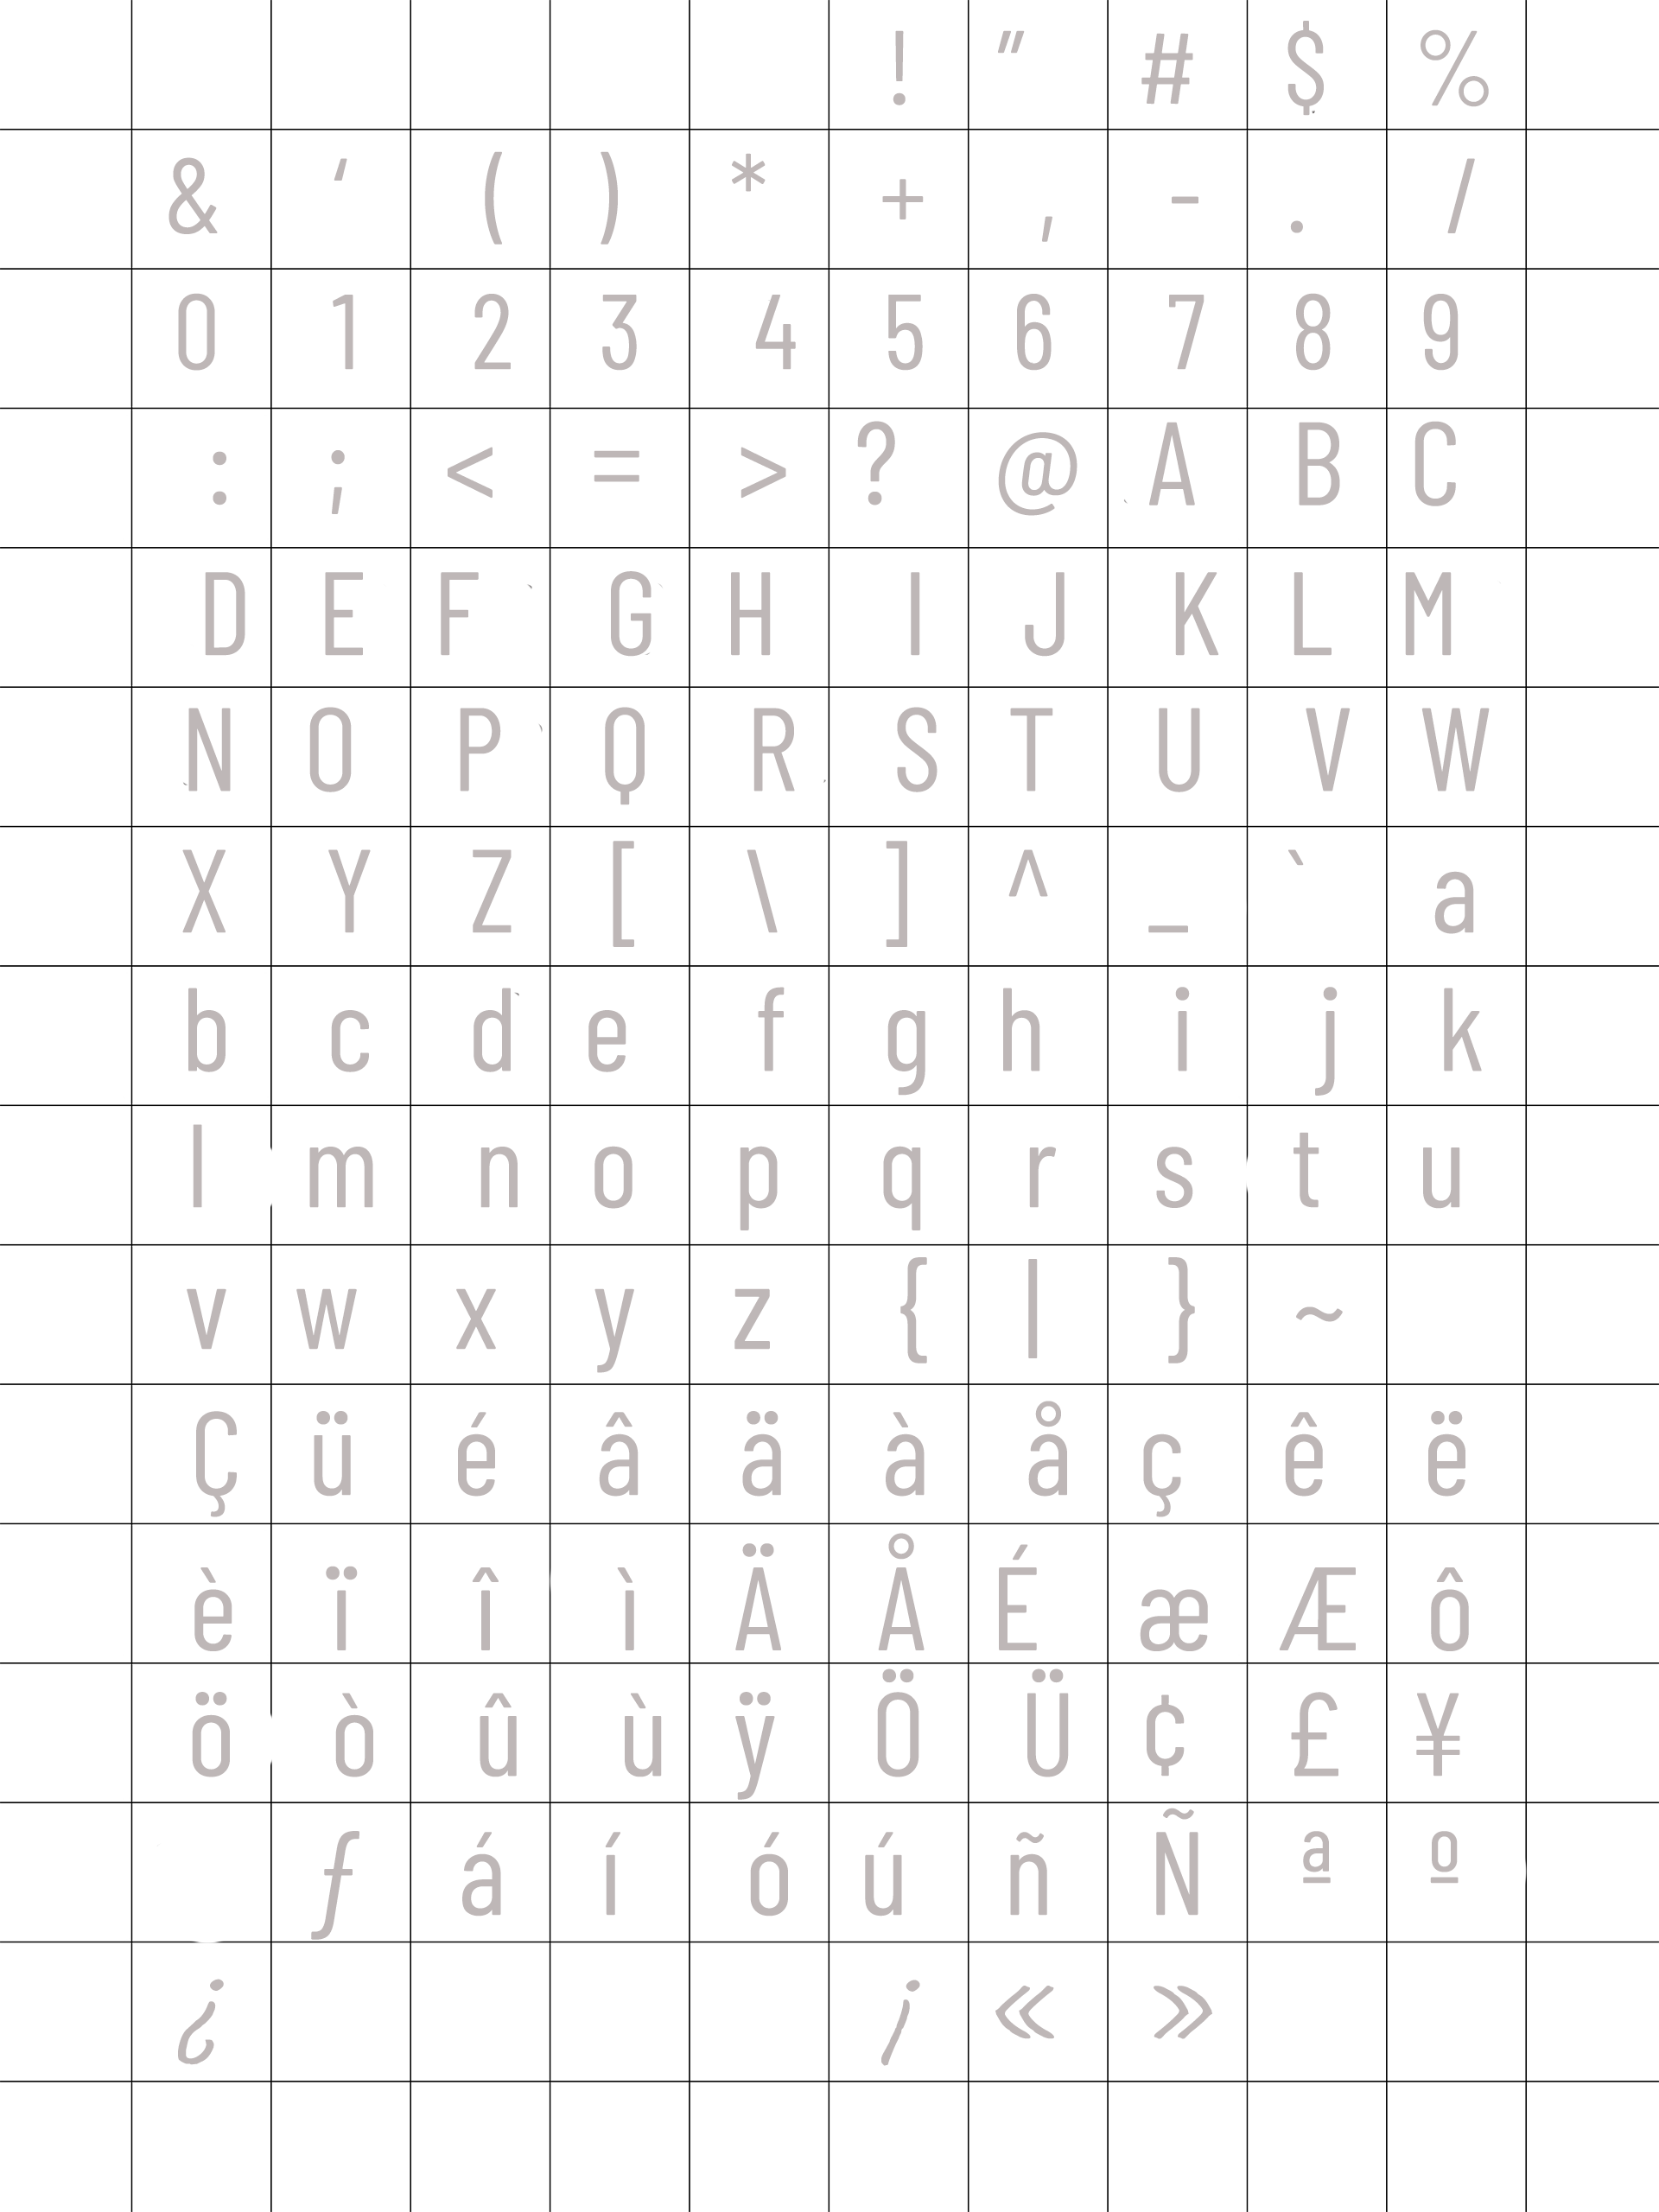 ! " # $ %
& ' ( ) * + , - . /
0 1 2 3 4 5 6 7 8 9
: ; < = > ? @ A B C
D E F G H I J K L M
N O P Q R S T U V W
X Y Z [ \ ] ^ _ ` a
b c d e f g h i j k
l m n o p q r s t u
v w x y z { | } ~
Ç ü é â ä à å ç ê ë
è ï î ì Ä Å É æ Æ ô
ö ò û ù ÿ Ö Ü ¢ £ ¥
ƒ á í ó ú ñ Ñ ª º
¿ ¡ « »